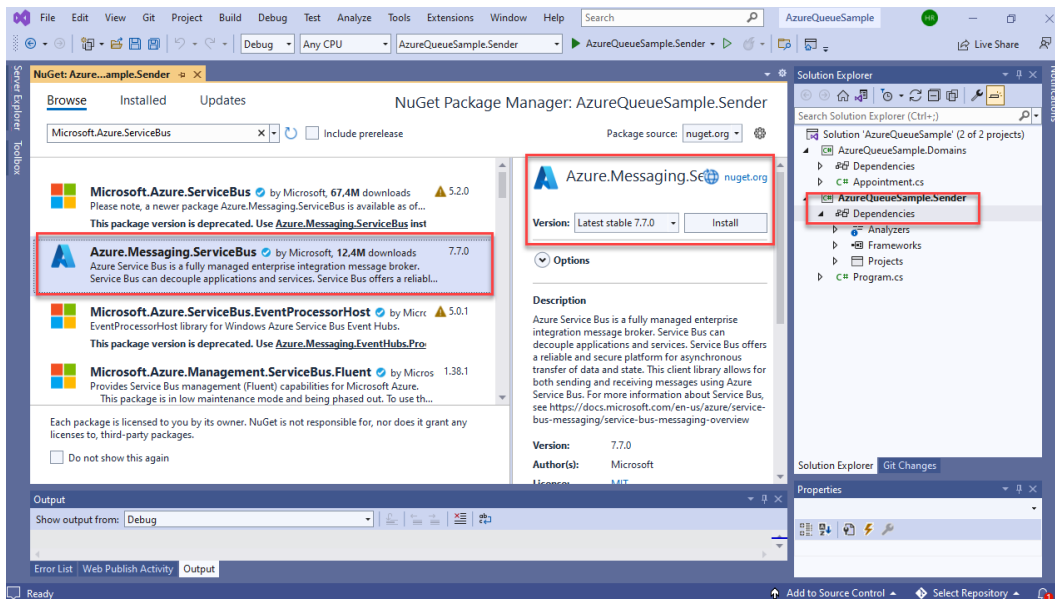 File Edit View Git Project Build Debug Test Analyze Tools Extensions Window Help Search AzureQueueSample HR
Debug Any CPU AzureQueueSample.Sender AzureQueueSample.Sender Live Share
Server Explorer
Toolbox
NuGet: Azure...ample.Sender
Browse Installed Updates NuGet Package Manager: AzureQueueSample.Sender
Microsoft.Azure.ServiceBus Include prerelease Package source: nuget.org
Microsoft.Azure.ServiceBus by Microsoft, 67,4M downloads 5.2.0
Please note, a newer package Azure.Messaging.ServiceBus is available as of...
This package version is deprecated. Use Azure.Messaging.ServiceBus inst
Azure.Messaging.ServiceBus by Microsoft, 12,4M downloads 7.7.0
Azure Service Bus is a fully managed enterprise integration message broker.
Service Bus can decouple applications and services. Service Bus offers a reliabl...
Microsoft.Azure.ServiceBus.EventProcessorHost by Micrc 5.0.1
EventProcessorHost library for Windows Azure Service Bus Event Hubs.
This package version is deprecated. Use Azure.Messaging.EventHubs.Pro
Microsoft.Azure.Management.ServiceBus.Fluent by Micros 1.38.1
Provides Service Bus management (Fluent) capabilities for Microsoft Azure.
This package is in low maintenance mode and being phased out. To use th...
Each package is licensed to you by its owner. NuGet is not responsible for, nor does it grant any
licenses to, third-party packages.
Do not show this again
Azure.Messaging.Se nuget.org
Version: Latest stable 7.7.0 Install
Options
Description
Azure Service Bus is a fully managed enterprise
integration message broker. Service Bus can
decouple applications and services. Service Bus offers
a reliable and secure platform for asynchronous
transfer of data and state. This client library allows for
both sending and receiving messages using Azure
Service Bus. For more information about Service Bus,
see https://docs.microsoft.com/en-us/azure/service-
bus-messaging/service-bus-messaging-overview
Version: 7.7.0
Author(s): Microsoft
License: MIT
Output
Show output from: Debug
Error List Web Publish Activity Output
Solution Explorer
Search Solution Explorer (Ctrl+;)
Solution 'AzureQueueSample' (2 of 2 projects)
C# AzureQueueSample.Domains
Dependencies
C# Appointment.cs
C# AzureQueueSample.Sender
Dependencies
Analyzers
Frameworks
Projects
C# Program.cs
Solution Explorer Git Changes
Properties
Notifications
Ready Add to Source Control Select Repository 1